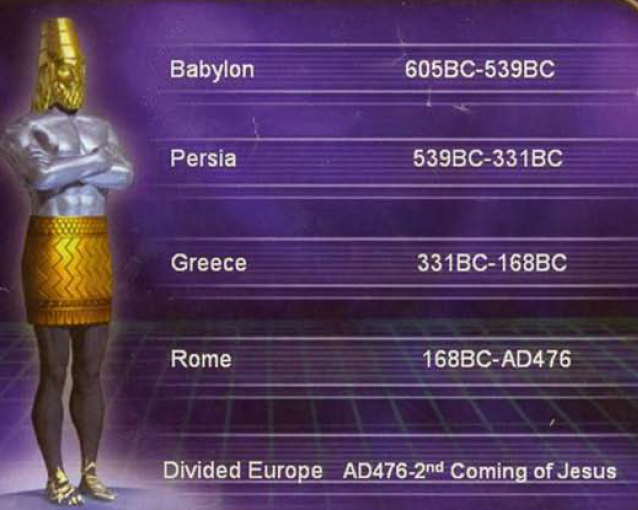 Babylon 605BC-539BC
Persia 539BC-331BC
Greece 331BC-168BC
Rome 168BC-AD476
Divided Europe AD476-2nd Coming of Jesus